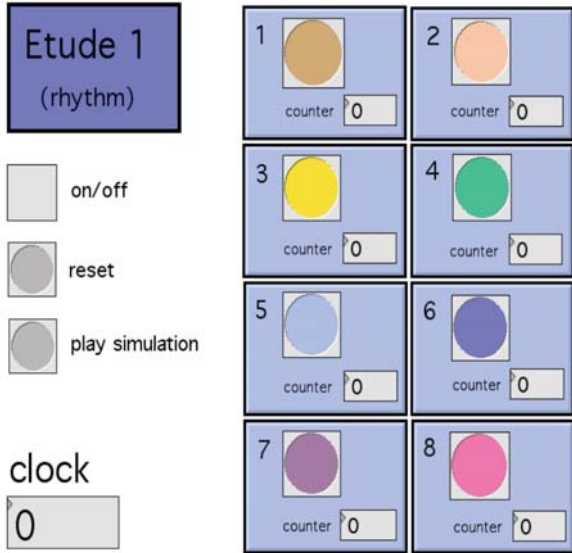 Etude 1
(rhythm)
on/off
reset
play simulation
clock
0
1
counter 0
2
counter 0
3
counter 0
4
counter 0
5
counter 0
6
counter 0
7
counter 0
8
counter 0